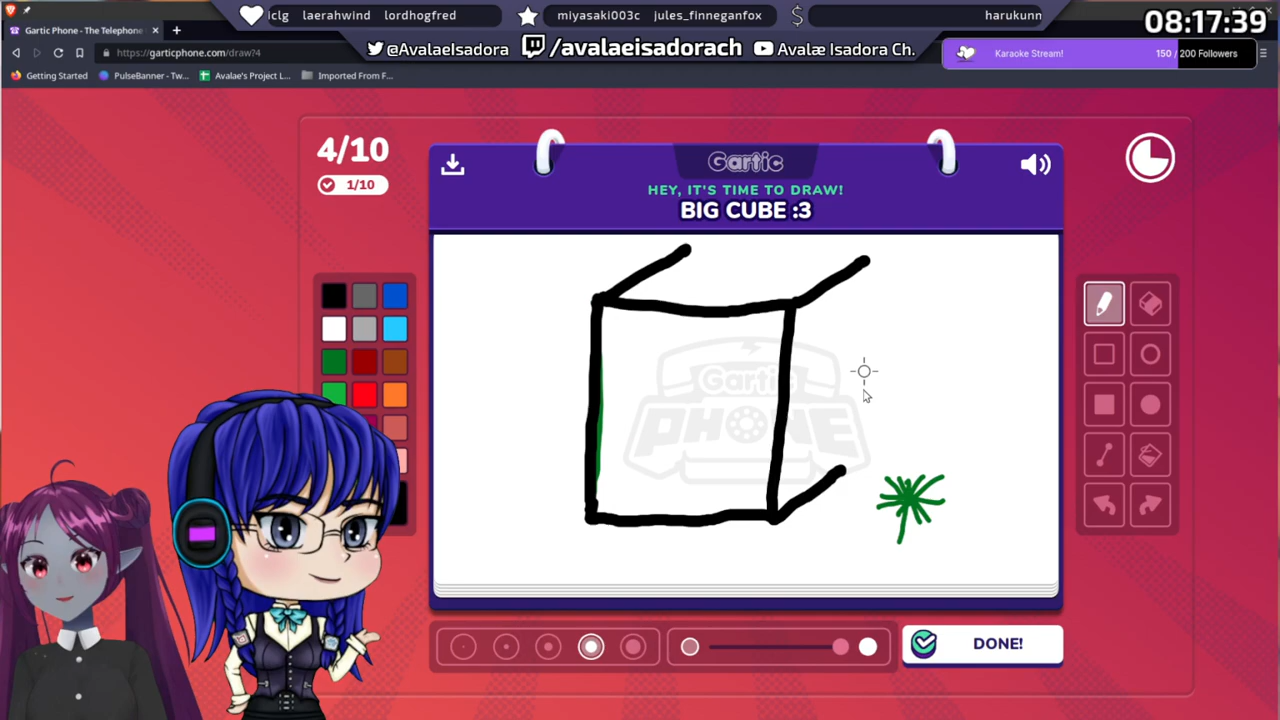 iclg laerahwind lordhogfred
miyasaki003c jules_finneganfox
$
harukunn
08:17:39
Gartic Phone - The Telephone
@AvalaeIsadora
/avalaeisadorach
Avalæ Isadora Ch.
https://garticphone.com/draw?4
Karaoke Stream!
150 / 200 Followers
Getting Started
PulseBanner - Tw...
Avalae's Project L...
Imported From F...
4/10
1/10
Gartic
HEY, IT'S TIME TO DRAW!
BIG CUBE :3
Gartic
PHONE
DONE!